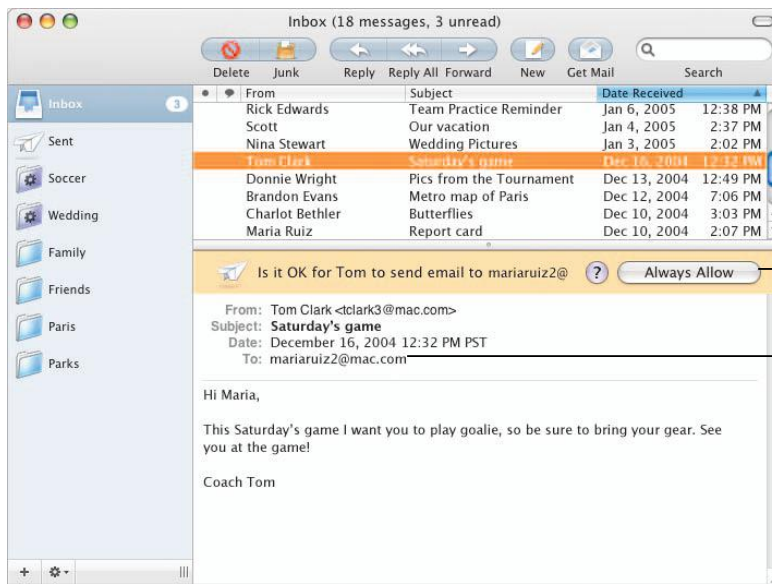 Inbox (18 messages, 3 unread)
Delete Junk Reply Reply All Forward New Get Mail Search
From Subject Date Received
Rick Edwards Team Practice Reminder Jan 6, 2005 12:38 PM
Scott Our vacation Jan 4, 2005 2:37 PM
Nina Stewart Wedding Pictures Jan 3, 2005 2:02 PM
Tom Clark Saturday's game Dec 16, 2004 12:32 PM
Donnie Wright Pics from the Tournament Dec 13, 2004 12:49 PM
Brandon Evans Metro map of Paris Dec 12, 2004 7:06 PM
Charlot Bethler Butterflies Dec 10, 2004 3:03 PM
Maria Ruiz Report card Dec 10, 2004 2:07 PM
Inbox 3
Sent
Soccer
Wedding
Family
Friends
Paris
Parks
Is it OK for Tom to send email to mariaruiz2@ ? Always Allow
From: Tom Clark <tclark3@mac.com>
Subject: Saturday's game
Date: December 16, 2004 12:32 PM PST
To: mariaruiz2@mac.com
Hi Maria,
This Saturday's game I want you to play goalie, so be sure to bring your gear. See
you at the game!
Coach Tom